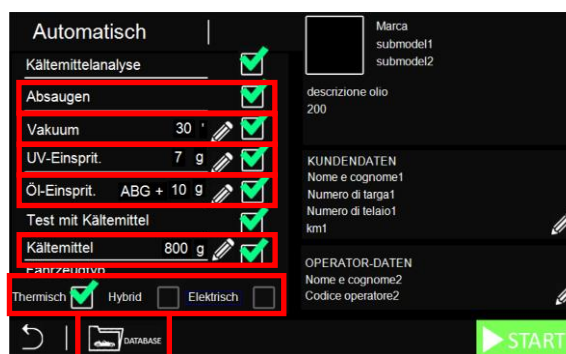 Automatisch
Kältemittelanalyse
Absaugen
Vakuum 30 '
UV-Einsprit. 7 g
Öl-Einsprit. ABG + 10 g
Test mit Kältemittel
Kältemittel 800 g
Fahrzeugtyp
Thermisch Hybrid Elektrisch
DATABASE
Marca
submodel1
submodel2
descrizione olio
200
KUNDENDATEN
Nome e cognome1
Numero di targa1
Numero di telaio1
km1
OPERATOR-DATEN
Nome e cognome2
Codice operatore2
START